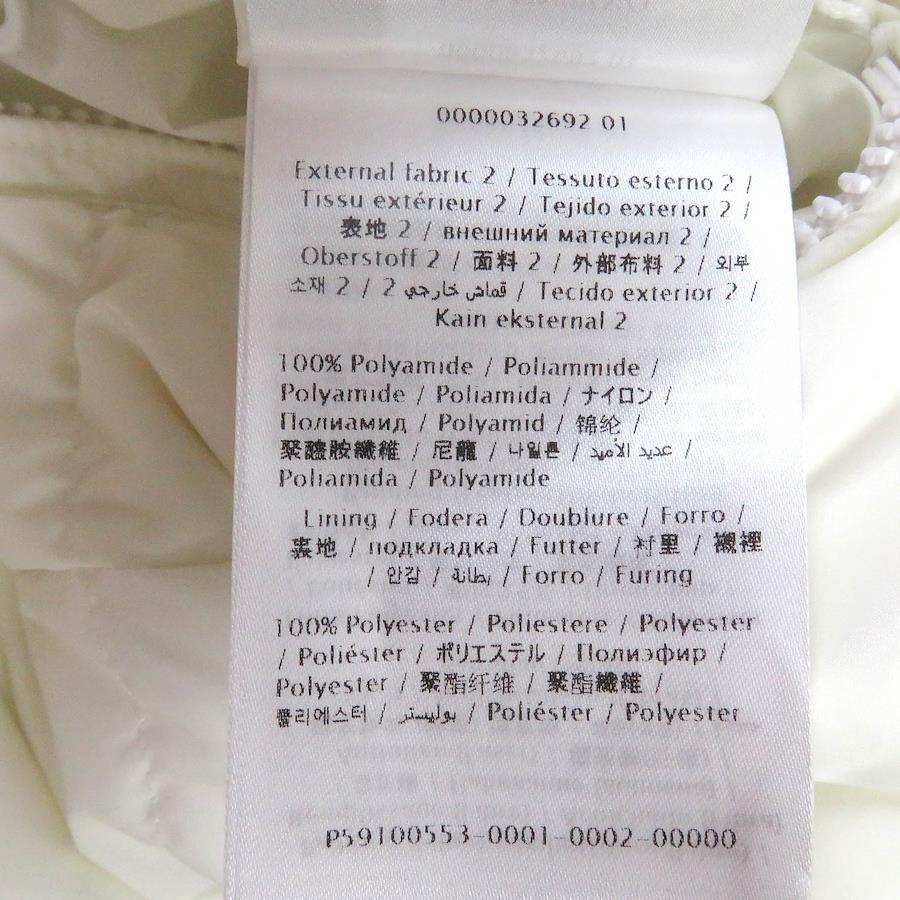 0000032692 01
External fabric 2 / Tessuto esterno 2 /
Tissu extérieur 2 / Tejido exterior 2 /
表地 2 / внешний материал 2 /
Oberstoff 2 / 面料 2 / 外部布料 2 / 외부
소재 2 / قماش خارجي 2 / Tecido exterior 2 /
Kain eksternal 2
100% Polyamide / Poliammide /
Polyamide / Poliamida / ナイロン /
Полиамид / Polyamid / 锦纶 /
聚醯胺纖維 / 尼龍 / 나일론 / عديد الأميد /
Poliamida / Polyamide
Lining / Fodera / Doublure / Forro /
裏地 / подкладка / Futter / 衬里 / 襯裡
/ 안감 / بطانة / Forro / Furing
100% Polyester / Poliestere / Polyester
/ Poliéster / ポリエステル / Полиэфир /
Polyester / 聚酯纤维 / 聚酯纖維 /
폴리에스터 / بوليستر / Poliéster / Polyester
P59100553-0001-0002-00000